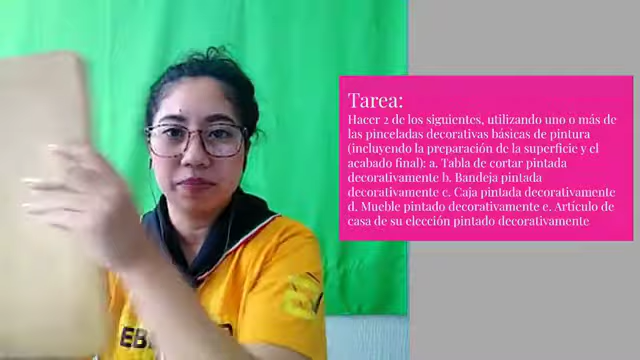 Tarea:
Hacer 2 de los siguientes, utilizando uno o más de
las pinceladas decorativas básicas de pintura
(incluyendo la preparación de la superficie y el
acabado final): a. Tabla de cortar pintada
decorativamente b. Bandeja pintada
decorativamente c. Caja pintada decorativamente
d. Mueble pintado decorativamente e. Artículo de
casa de su elección pintado decorativamente